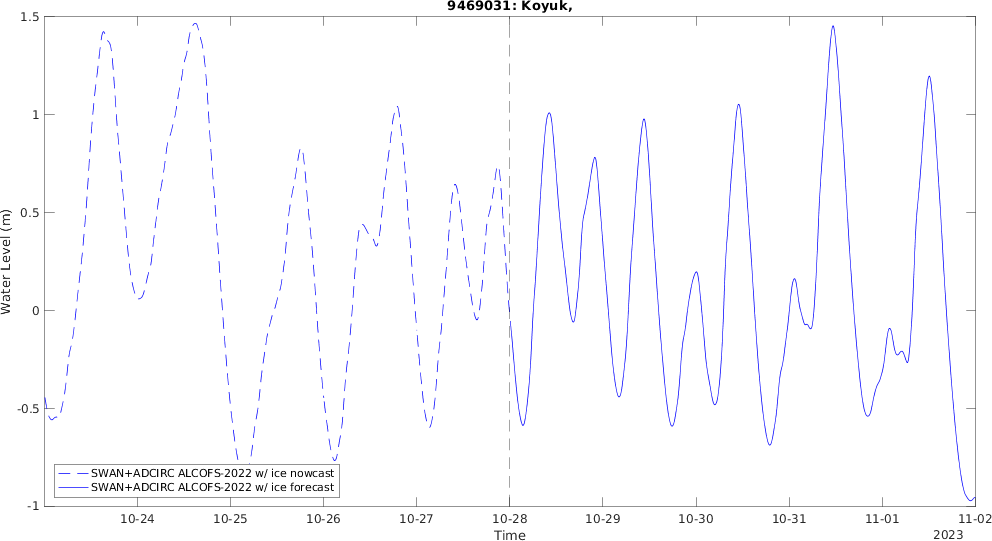 9469031: Koyuk,
1.5
1
0.5
0
-0.5
-1
Water Level (m)
SWAN+ADCIRC ALCOFS-2022 w/ ice nowcast
SWAN+ADCIRC ALCOFS-2022 w/ ice forecast
10-24 10-25 10-26 10-27 10-28 10-29 10-30 10-31 11-01 11-02
Time
2023